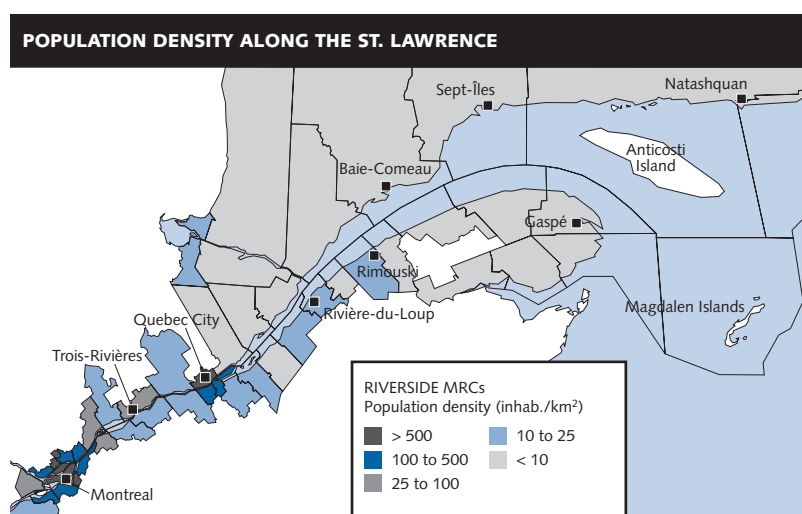 POPULATION DENSITY ALONG THE ST. LAWRENCE
Natashquan
Sept-Îles
Anticosti
Island
Baie-Comeau
Gaspé
Rimouski
Magdalen Islands
Rivière-du-Loup
Quebec City
Trois-Rivières
Montreal
RIVERSIDE MRCs
Population density (inhab./km²)
> 500
10 to 25
100 to 500
< 10
25 to 100